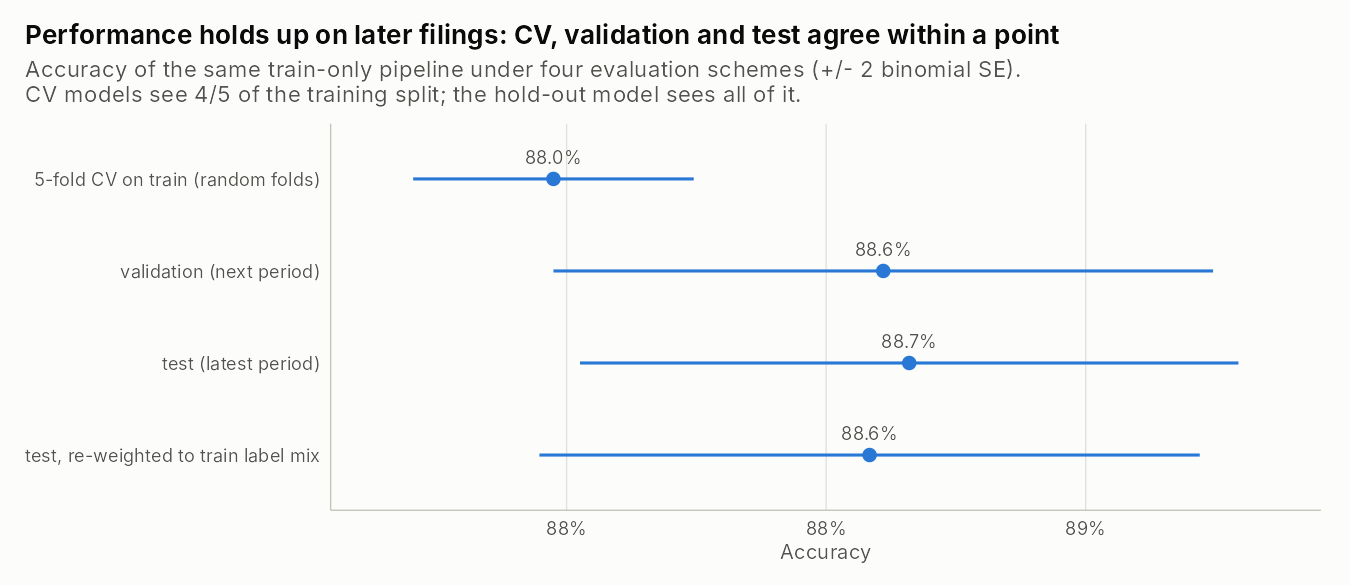 Performance holds up on later filings: CV, validation and test agree within a point
Accuracy of the same train-only pipeline under four evaluation schemes (+/- 2 binomial SE).
CV models see 4/5 of the training split; the hold-out model sees all of it.
88.0%
5-fold CV on train (random folds)
88.6%
validation (next period)
88.7%
test (latest period)
88.6%
test, re-weighted to train label mix
88%
88%
89%
Accuracy